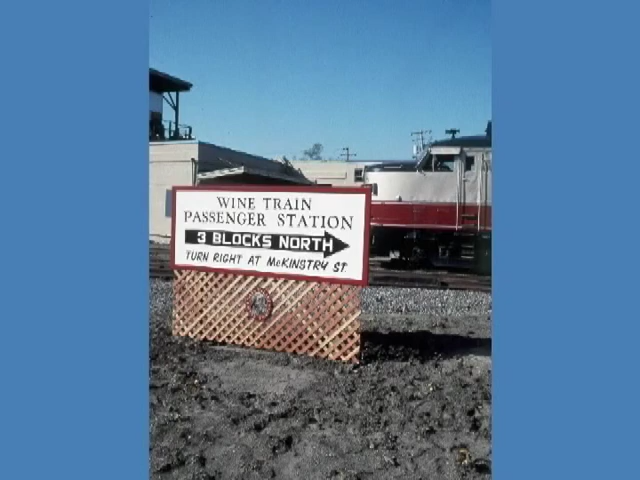 WINE TRAIN
PASSENGER STATION
3 BLOCKS NORTH
TURN RIGHT AT McKINSTRY ST.